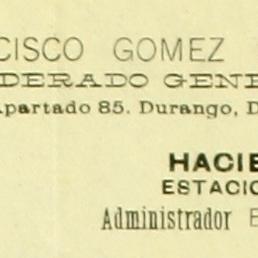 CISCO GOMEZ
DERADO GENE
Apartado 85. Durango, D
HACIE
ESTACIO
Administrador E